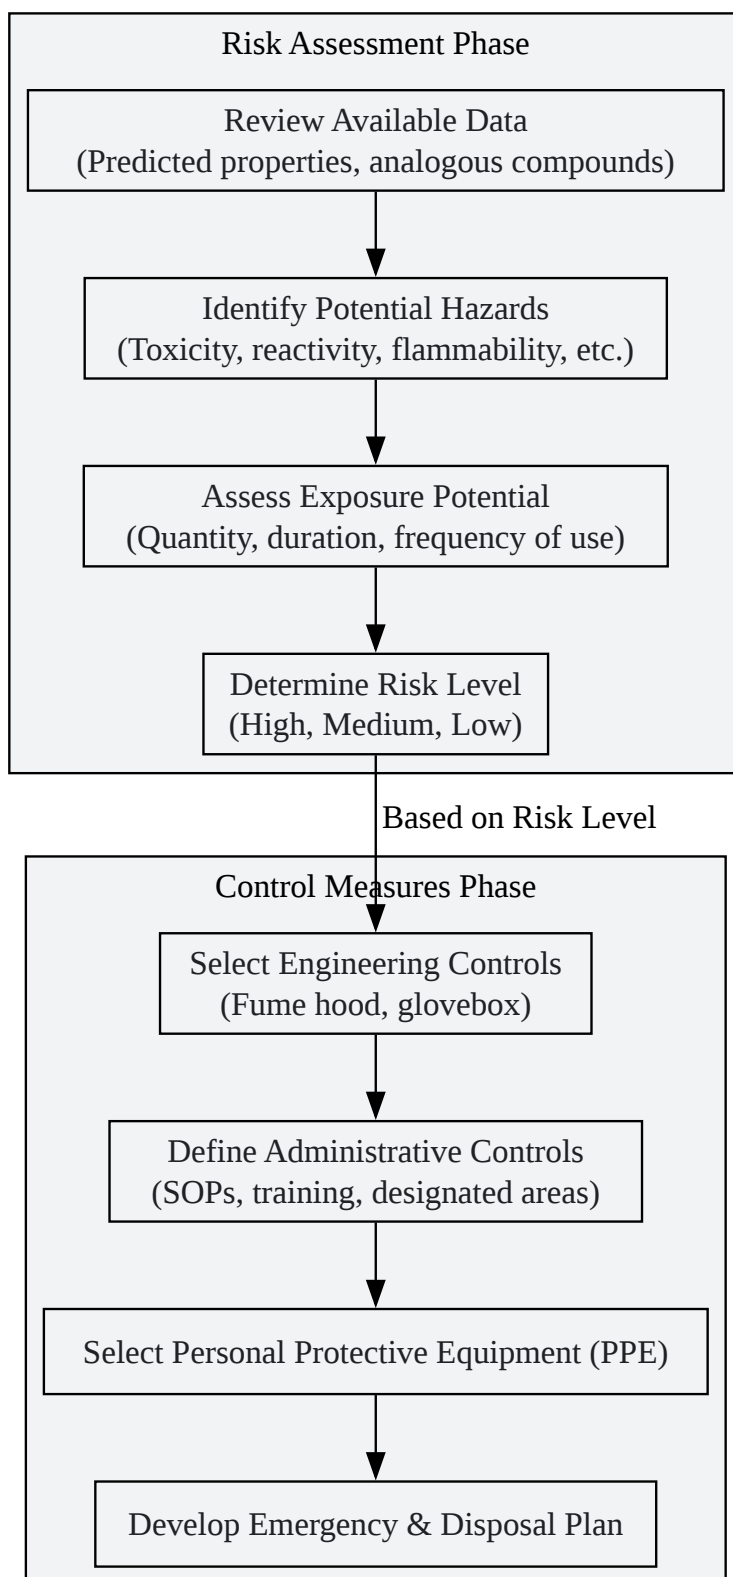 Risk Assessment Phase
Review Available Data
(Predicted properties, analogous compounds)
Identify Potential Hazards
(Toxicity, reactivity, flammability, etc.)
Assess Exposure Potential
(Quantity, duration, frequency of use)
Determine Risk Level
(High, Medium, Low)
Based on Risk Level
Control Measures Phase
Select Engineering Controls
(Fume hood, glovebox)
Define Administrative Controls
(SOPs, training, designated areas)
Select Personal Protective Equipment (PPE)
Develop Emergency & Disposal Plan